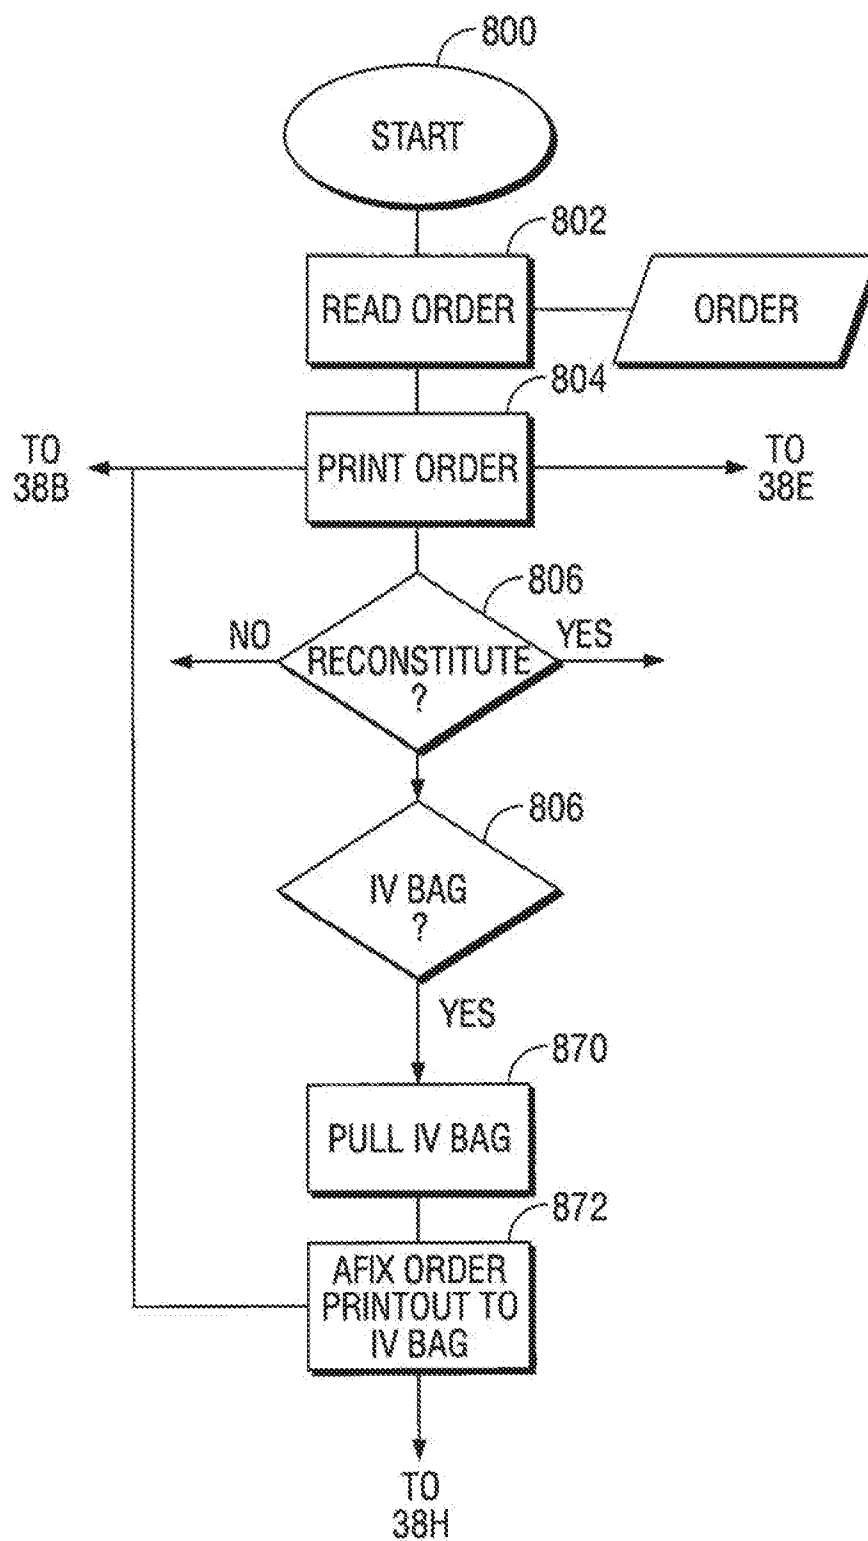 800
START
802
READ ORDER
ORDER
804
TO
38B
PRINT ORDER
TO
38E
806
NO
RECONSTITUTE
?
YES
806
IV BAG
?
YES
870
PULL IV BAG
872
AFIX ORDER
PRINTOUT TO
IV BAG
TO
38H